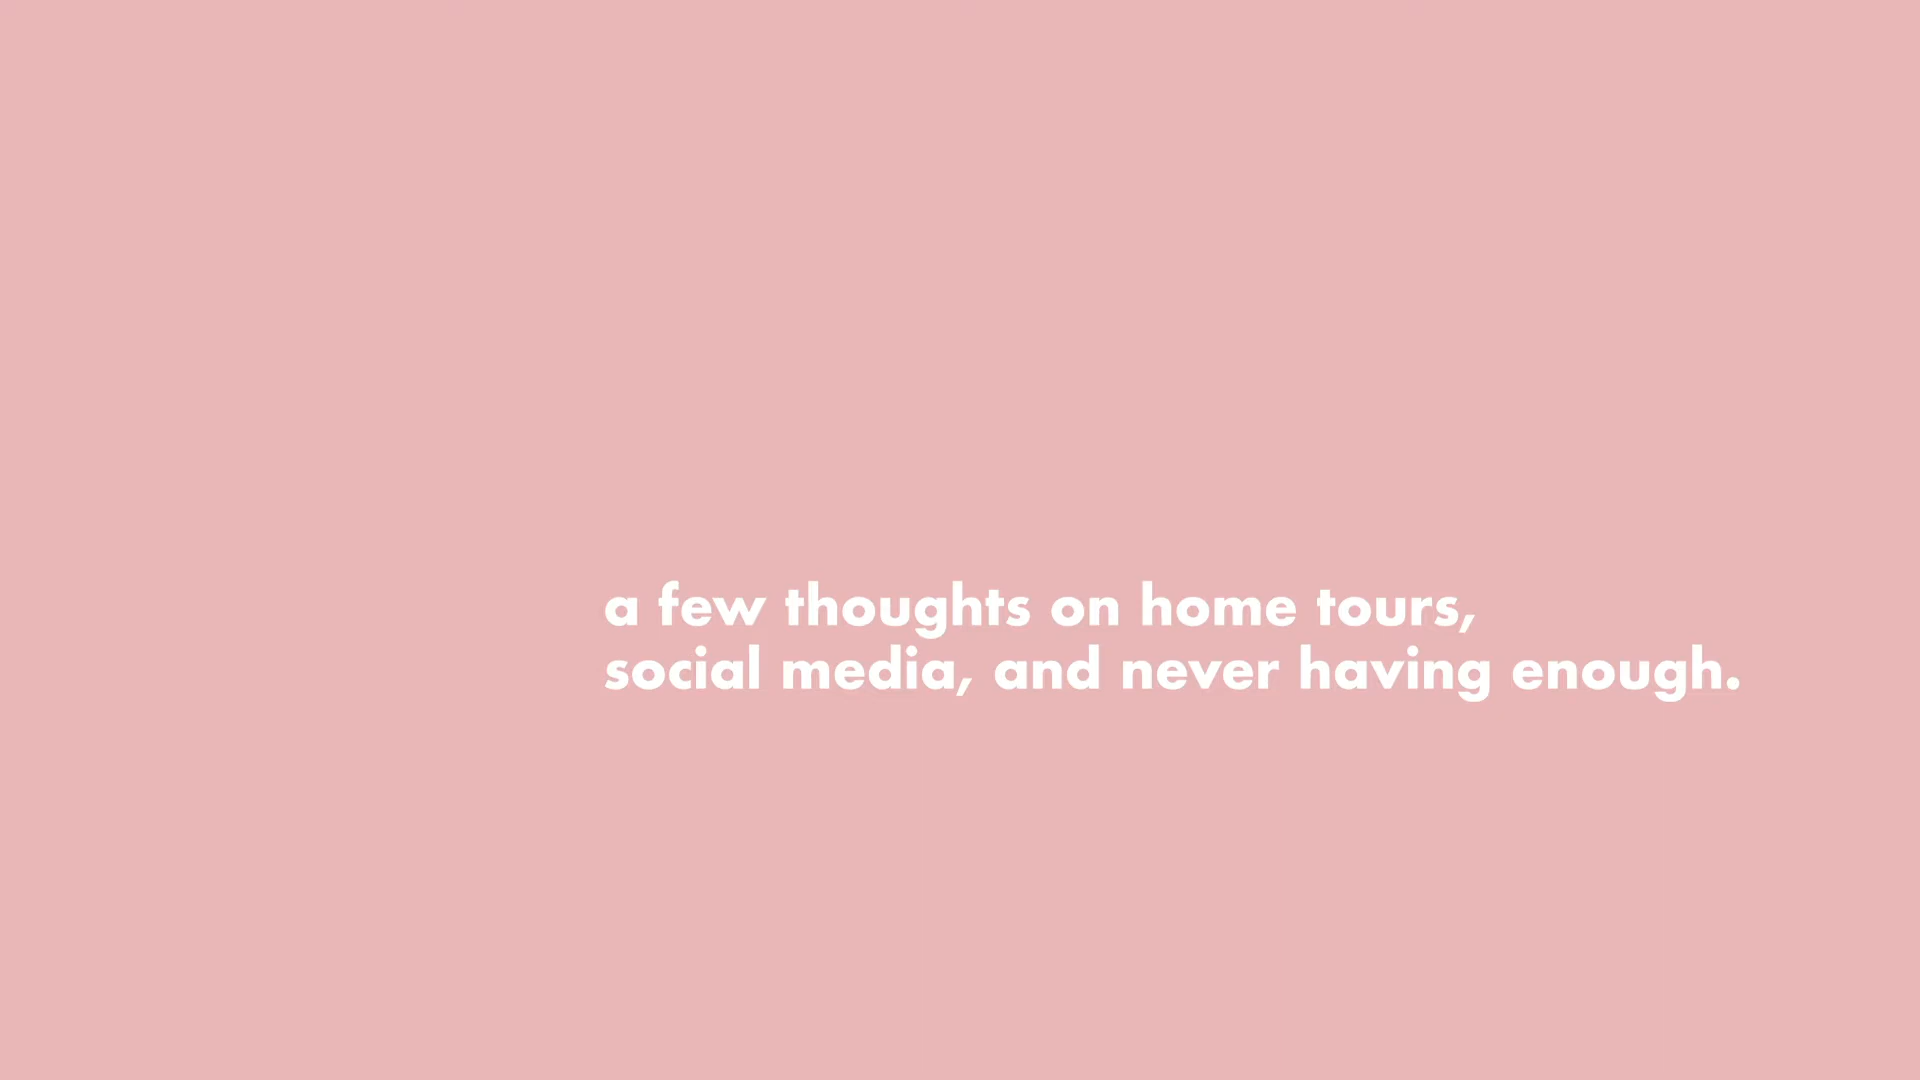 a few thoughts on home tours,
social media, and never having enough.